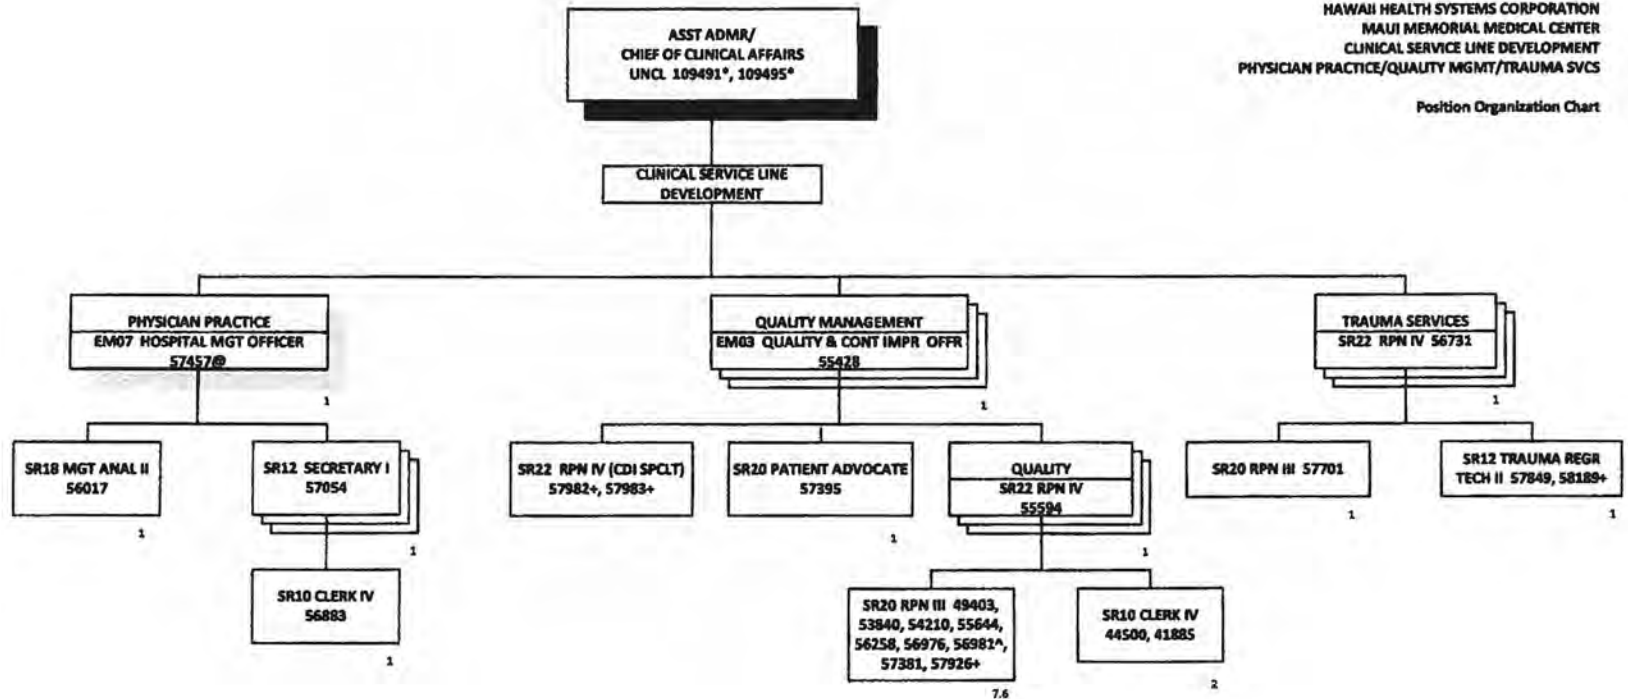 HAWAII HEALTH SYSTEMS CORPORATION
MAUI MEMORIAL MEDICAL CENTER
CLINICAL SERVICE LINE DEVELOPMENT
PHYSICIAN PRACTICE/QUALITY MGMT/TRAUMA SVCS
Position Organization Chart
ASST ADMR/
CHIEF OF CLINICAL AFFAIRS
UNCL 109491*, 109495*
CLINICAL SERVICE LINE
DEVELOPMENT
PHYSICIAN PRACTICE
EM07 HOSPITAL MGT OFFICER
57457@
1
SR18 MGT ANAL II
56017
1
SR12 SECRETARY I
57054
1
SR10 CLERK IV
56883
1
QUALITY MANAGEMENT
EM03 QUALITY & CONT IMPR OFFR
55428
1
SR22 RPN IV (CDI SPCLT)
57982+, 57983+
SR20 PATIENT ADVOCATE
57395
1
QUALITY
SR22 RPN IV
55594
1
SR20 RPN III 49403,
53840, 54210, 55644,
56258, 56976, 56981^,
57381, 57926+
7.6
SR10 CLERK IV
44500, 41885
2
TRAUMA SERVICES
SR22 RPN IV 56731
1
SR20 RPN III 57701
1
SR12 TRAUMA REGR
TECH II 57849, 58189+
1